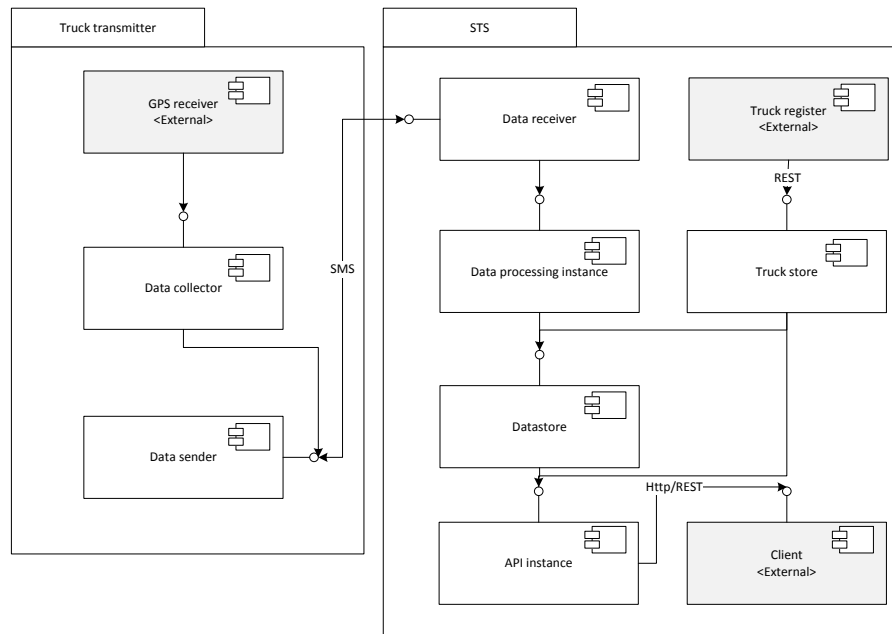 Truck transmitter
STS
GPS receiver
<External>
Data receiver
Truck register
<External>
REST
SMS
Data collector
Data processing instance
Truck store
Datastore
Data sender
Http/REST
API instance
Client
<External>